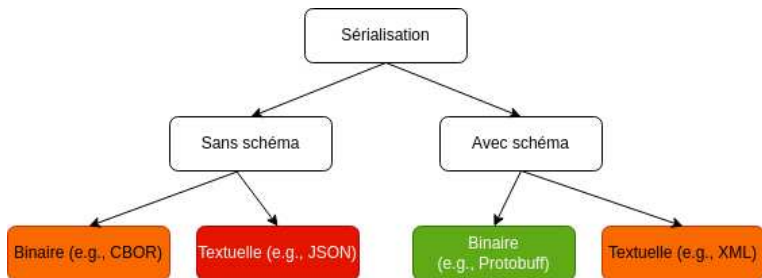 Sérialisation
Sans schéma
Avec schéma
Binaire (e.g., CBOR)
Textuelle (e.g., JSON)
Binaire
(e.g., Protobuff)
Textuelle (e.g., XML)